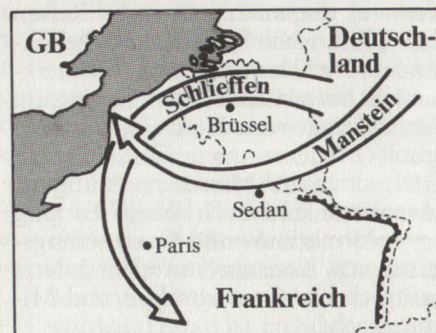 GB
Deutsch-
land
Schlieffen
Brüssel
Manstein
Sedan
Paris
Frankreich